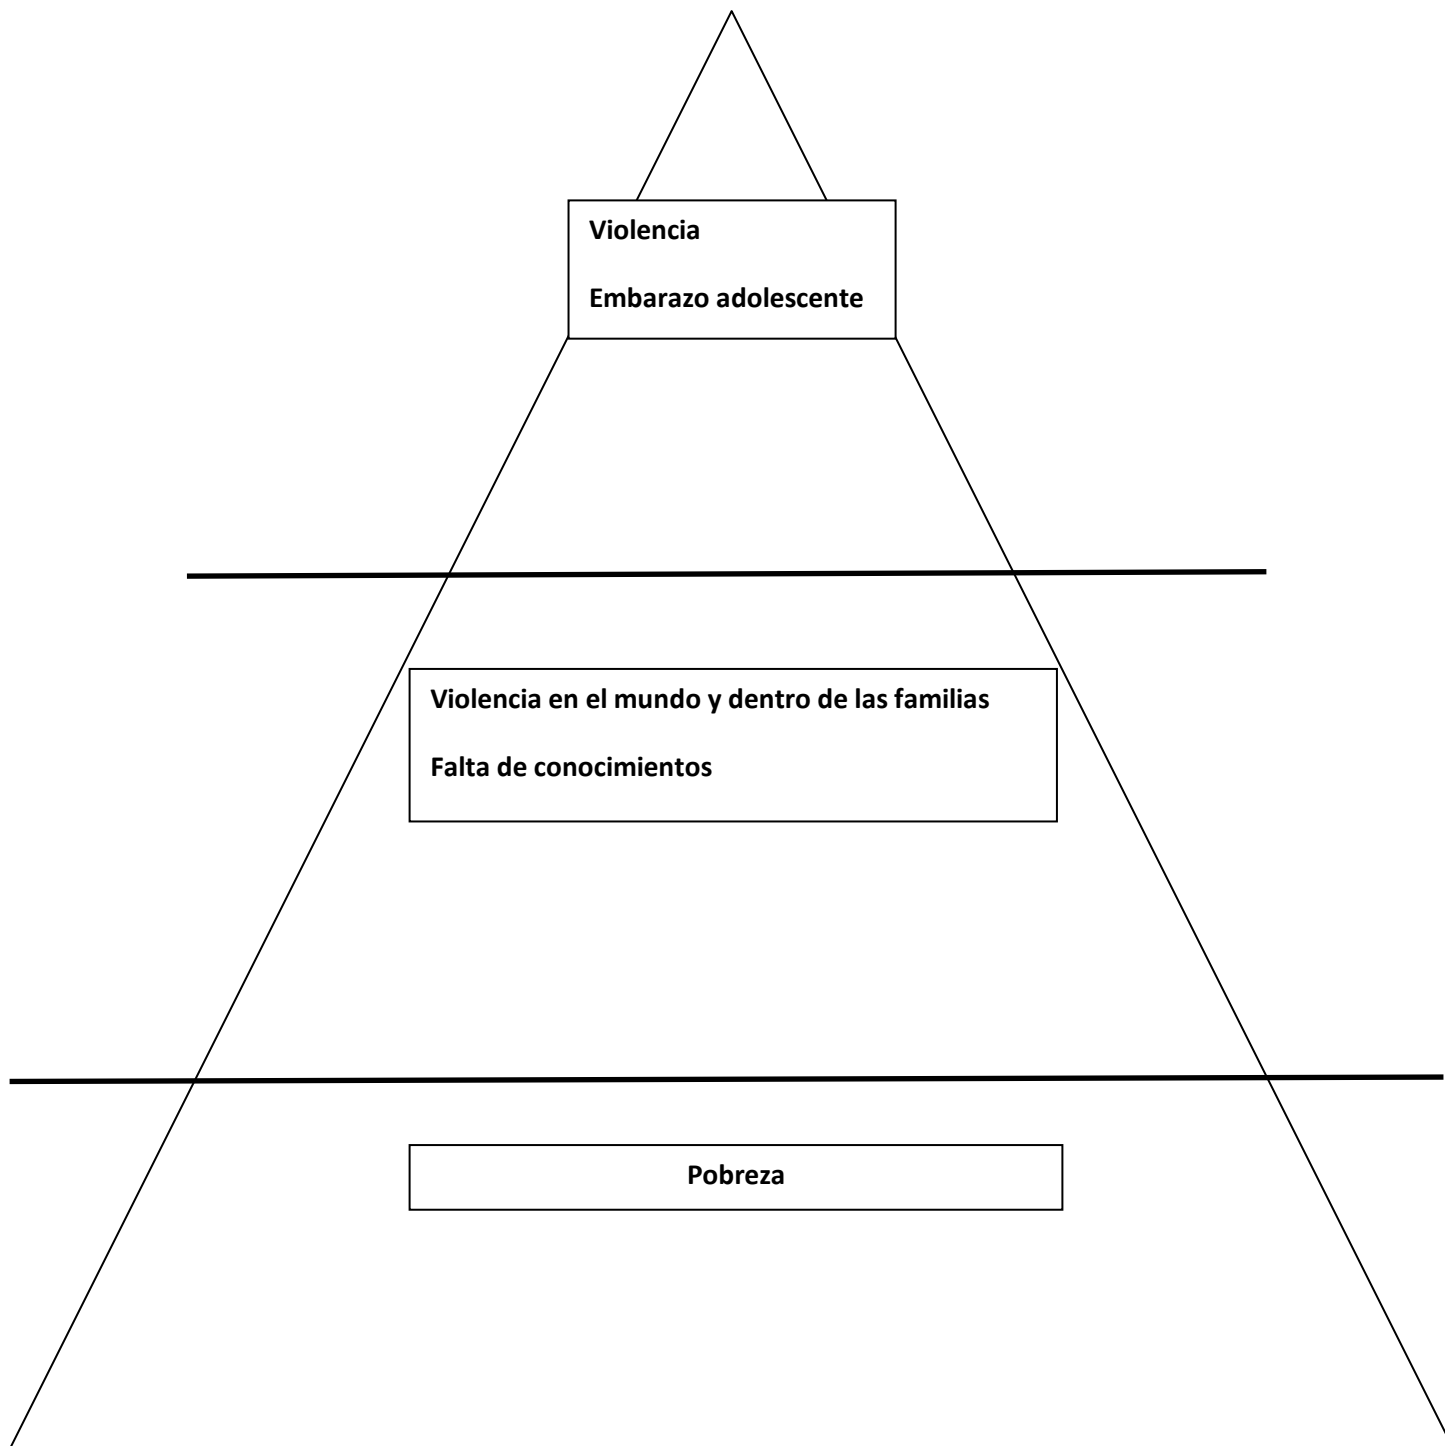 Violencia
Embarazo adolescente
Violencia en el mundo y dentro de las familias
Falta de conocimientos
Pobreza